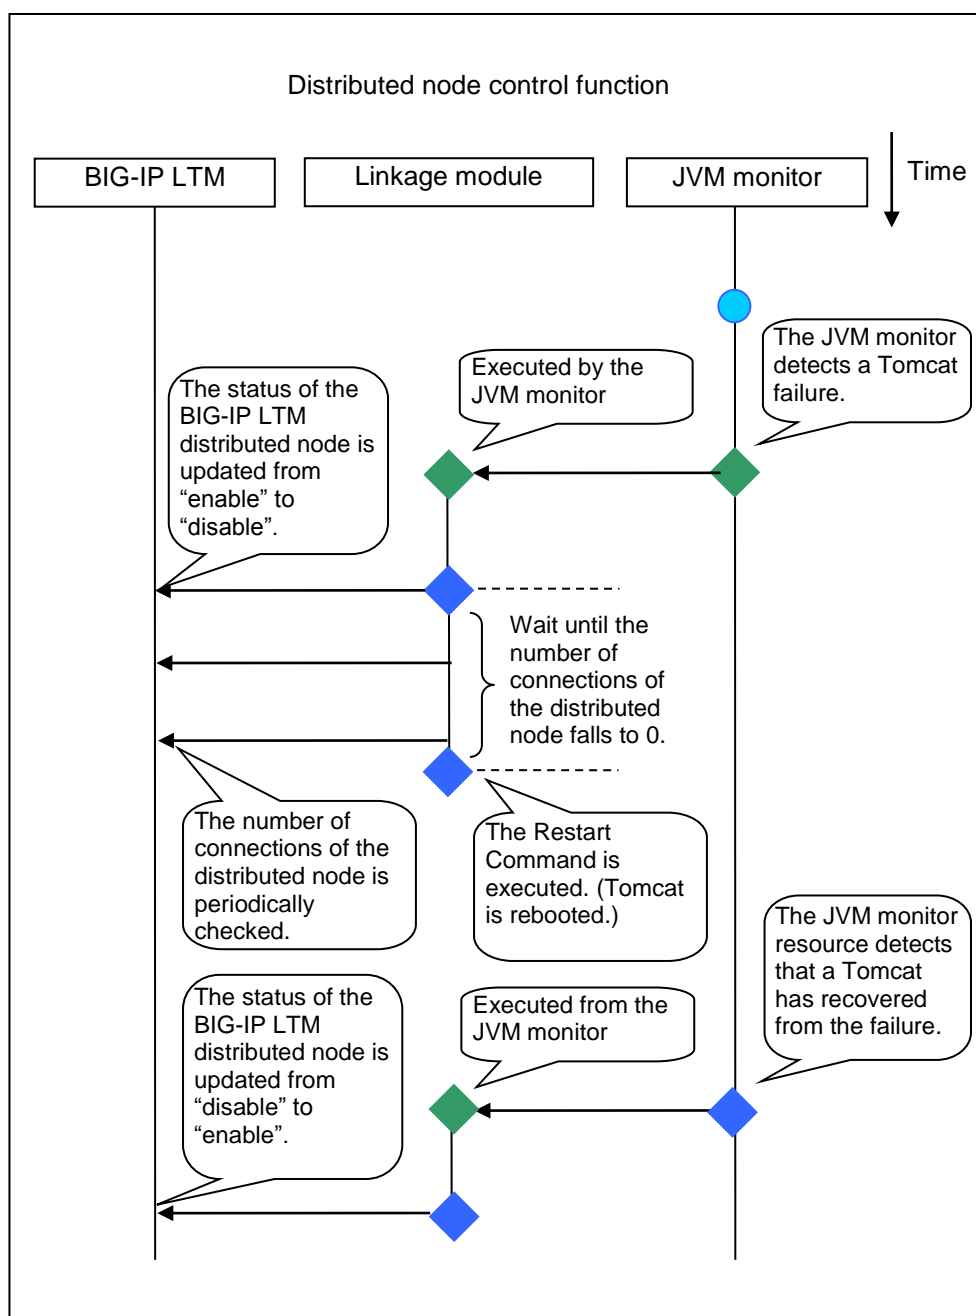 Distributed node control function
BIG-IP LTM
Linkage module
JVM monitor
Time
The JVM monitor
detects a Tomcat
failure.
Executed by the
JVM monitor
The status of the
BIG-IP LTM
distributed node is
updated from
“enable” to
“disable”.
Wait until the
number of
connections of
the distributed
node falls to 0.
The number of
connections of the
distributed node is
periodically
checked.
The Restart
Command is
executed. (Tomcat
is rebooted.)
The JVM monitor
resource detects
that a Tomcat
has recovered
from the failure.
Executed from the
JVM monitor
The status of the
BIG-IP LTM
distributed node is
updated from
“disable” to
“enable”.